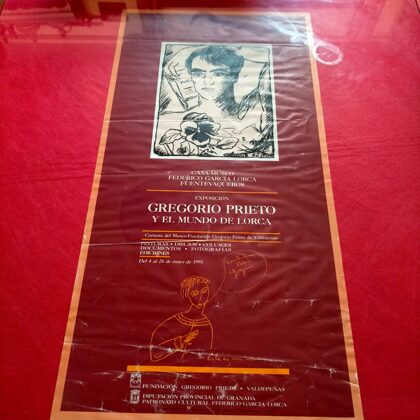 CASA-MUSEO
FEDERICO GARCIA LORCA
FUENTEVAQUEROS
EXPOSICIÓN
GREGORIO PRIETO
Y EL MUNDO DE LORCA
Cortesía del Museo-Fundación Gregorio Prieto de Valdepeñas
PINTURAS • DIBUJOS • COLLAGES
DOCUMENTOS • FOTOGRAFIAS
EDICIONES
Del 4 al 26 de mayo de 1991
FUNDACIÓN GREGORIO PRIETO • VALDEPEÑAS
DIPUTACIÓN PROVINCIAL DE GRANADA
PATRONATO CULTURAL FEDERICO GARCÍA LORCA